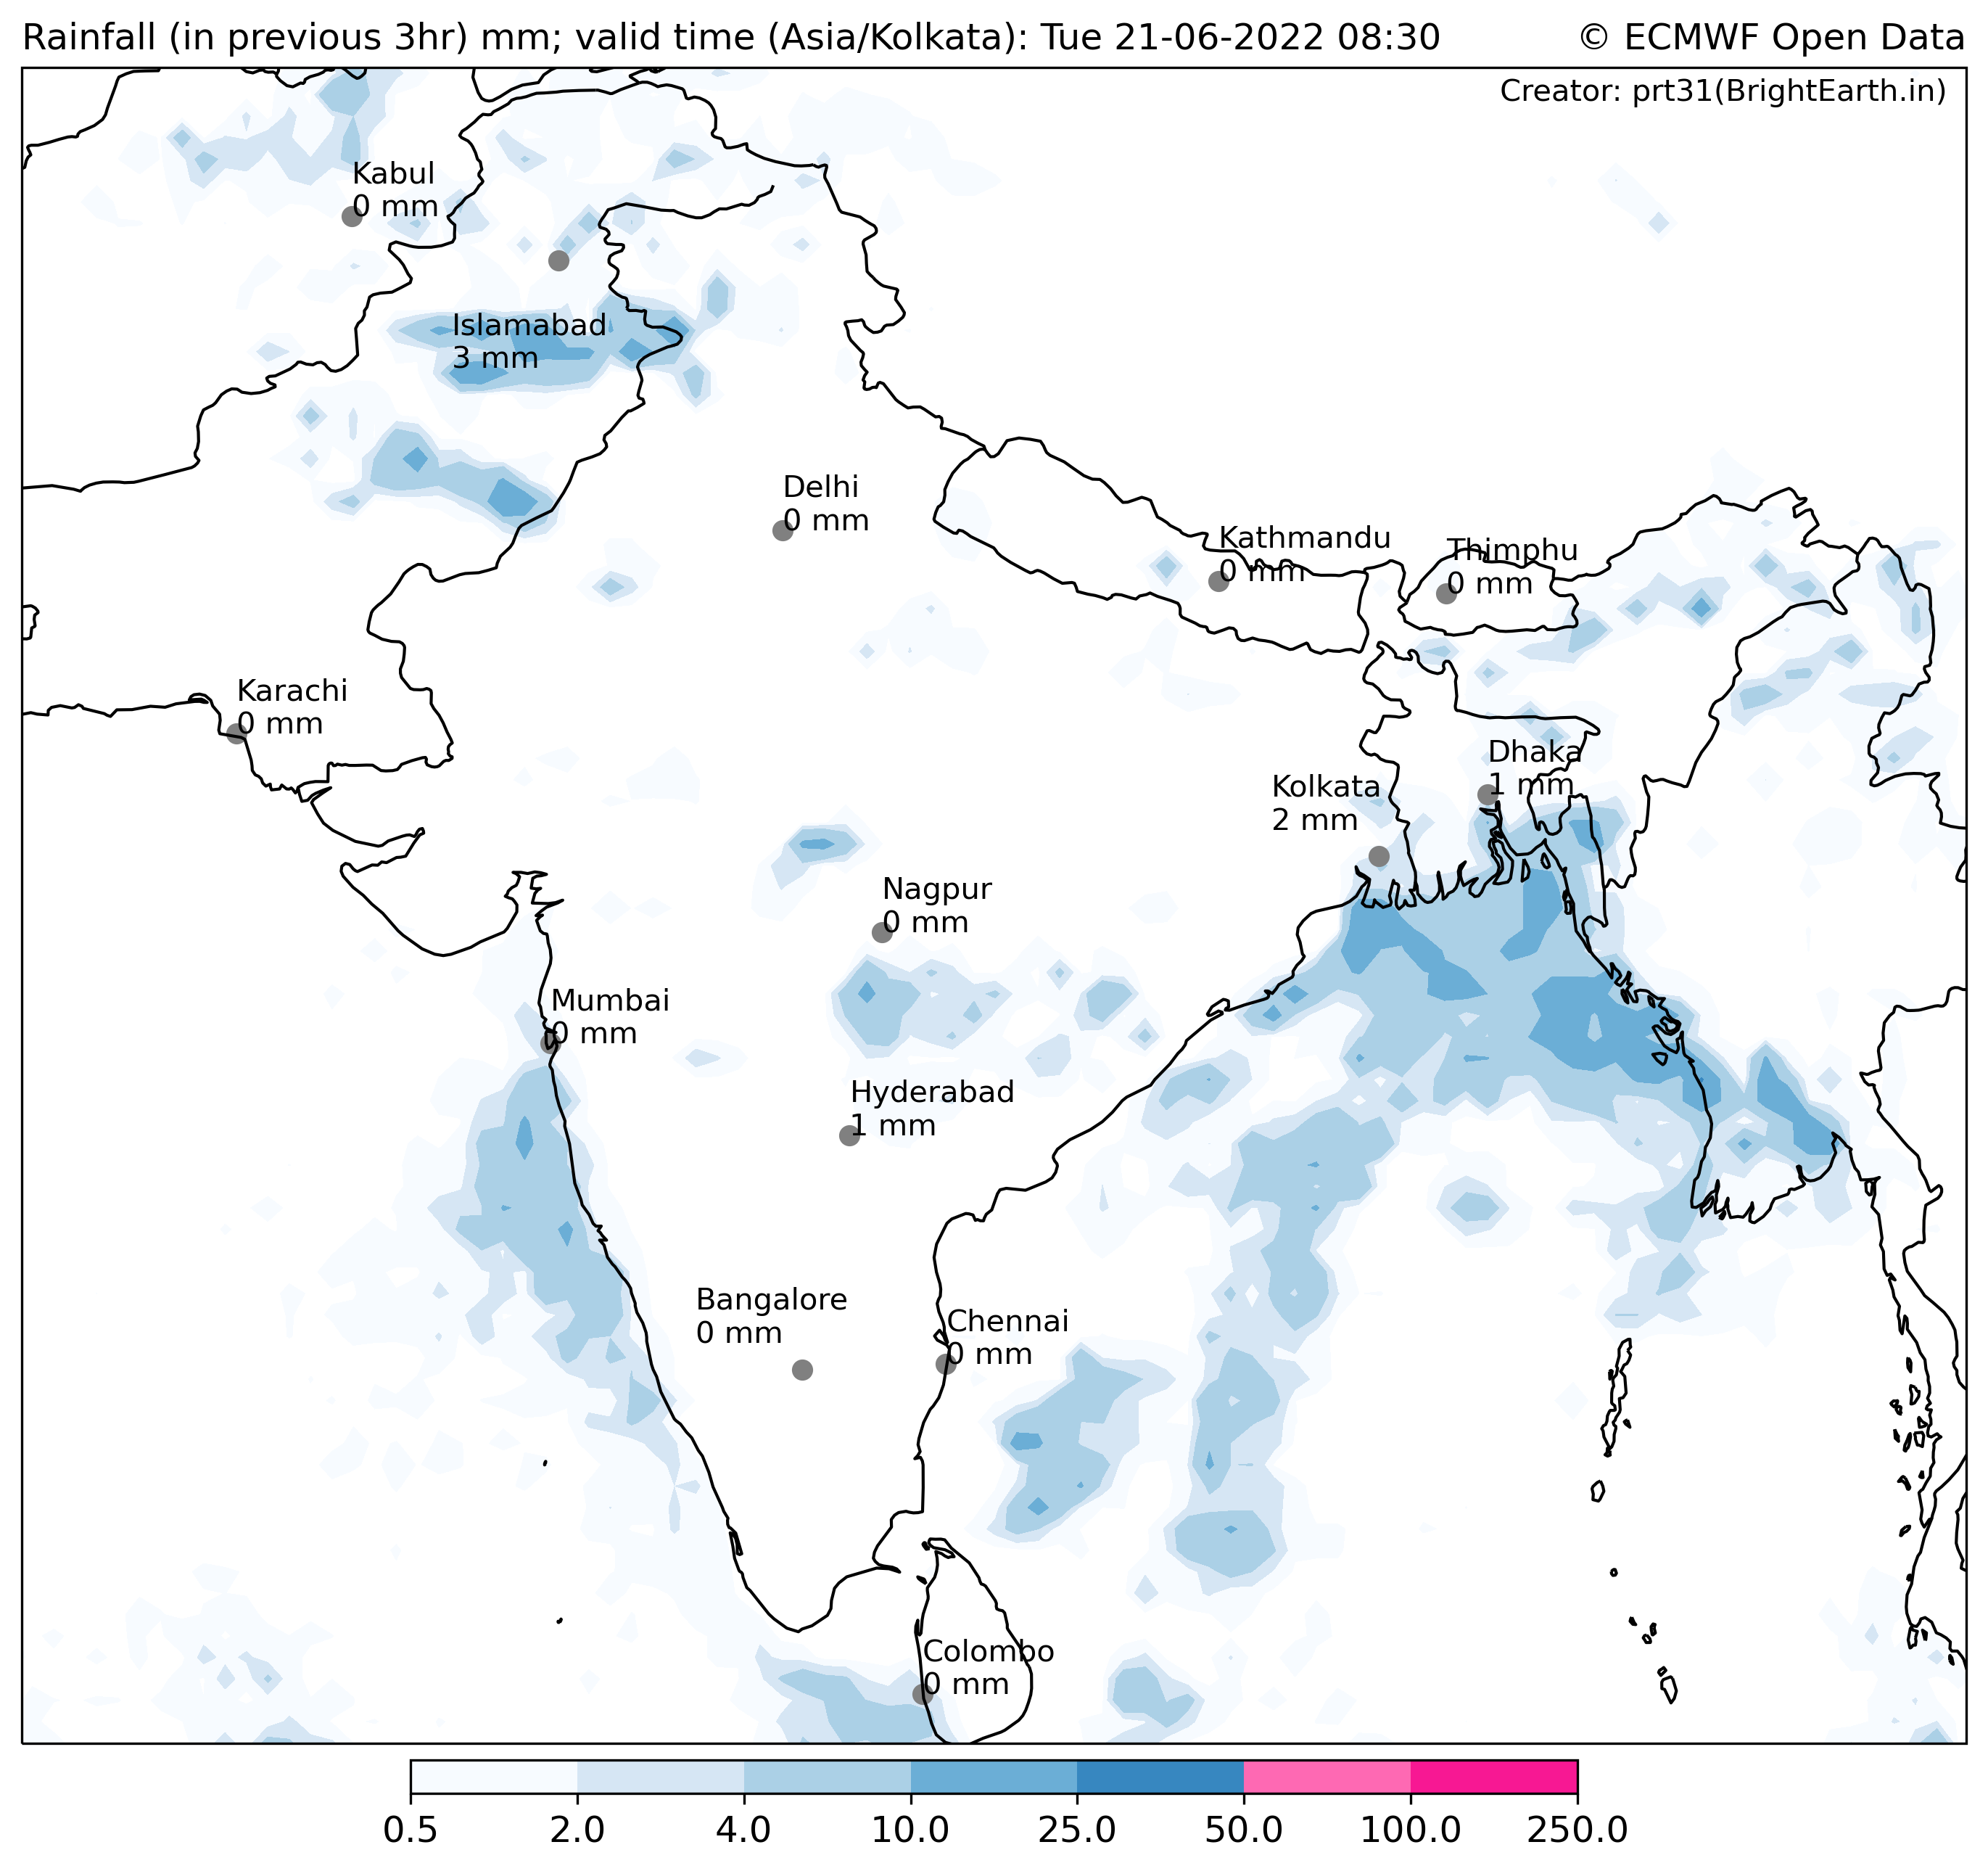 Rainfall (in previous 3hr) mm; valid time (Asia/Kolkata): Tue 21-06-2022 08:30 © ECMWF Open Data
Creator: prt31(BrightEarth.in)
Kabul
0 mm
Islamabad
3 mm
Delhi
0 mm
Kathmandu
0 mm
Thimphu
0 mm
Karachi
0 mm
Dhaka
1 mm
Kolkata
2 mm
Nagpur
0 mm
Mumbai
0 mm
Hyderabad
1 mm
Bangalore
0 mm
Chennai
0 mm
Colombo
0 mm
0.5 2.0 4.0 10.0 25.0 50.0 100.0 250.0